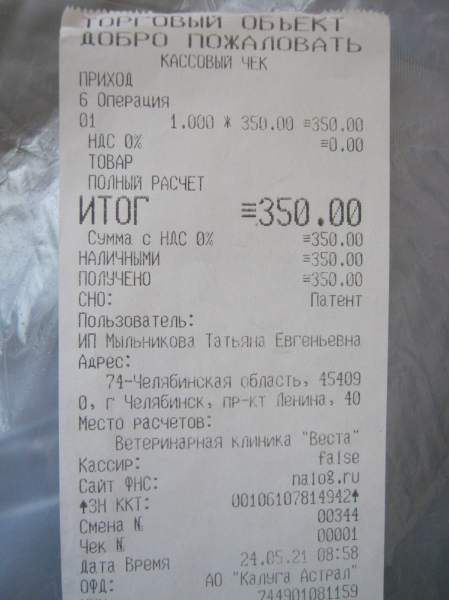 ТОРГОВЫЙ ОБЪЕКТ
ДОБРО ПОЖАЛОВАТЬ
КАССОВЫЙ ЧЕК
ПРИХОД
6 Операция
01 1.000 * 350.00 ≡350.00
НДС 0% ≡0.00
ТОВАР
ПОЛНЫЙ РАСЧЕТ
ИТОГ ≡350.00
Сумма с НДС 0% ≡350.00
НАЛИЧНЫМИ ≡350.00
ПОЛУЧЕНО ≡350.00
СНО: Патент
Пользователь:
ИП Мыльникова Татьяна Евгеньевна
Адрес:
74-Челябинская область, 45409
0, г Челябинск, пр-кт Ленина, 40
Место расчетов:
Ветеринарная клиника "Веста"
Кассир: false
Сайт ФНС: nalog.ru
↑ЗН ККТ: 00106107814942↑
Смена № 00344
Чек № 00001
Дата Время 24.05.21 08:58
ОФД: АО "Калуга Астрал"
744901081159